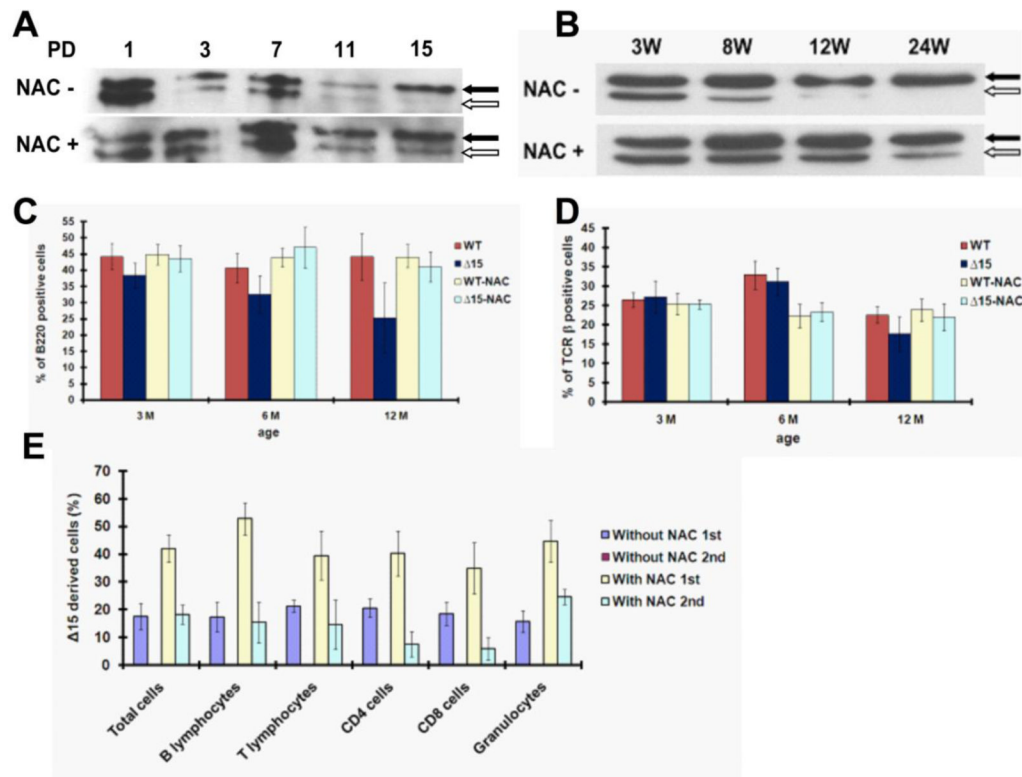 A
PD 1 3 7 11 15
NAC -
NAC +
B
3W 8W 12W 24W
NAC -
NAC +
C
% of B220 positive cells
55
50
45
40
35
30
25
20
15
10
5
0
3 M 6 M 12 M
age
WT
Δ15
WT-NAC
Δ15-NAC
D
% of TCR β positive cells
45
40
35
30
25
20
15
10
5
0
3 M 6 M 12 M
age
WT
Δ15
WT-NAC
Δ15-NAC
E
Δ15 derived cells (%)
70
60
50
40
30
20
10
0
Total cells
B lymphocytes
T lymphocytes
CD4 cells
CD8 cells
Granulocytes
Without NAC 1st
Without NAC 2nd
With NAC 1st
With NAC 2nd